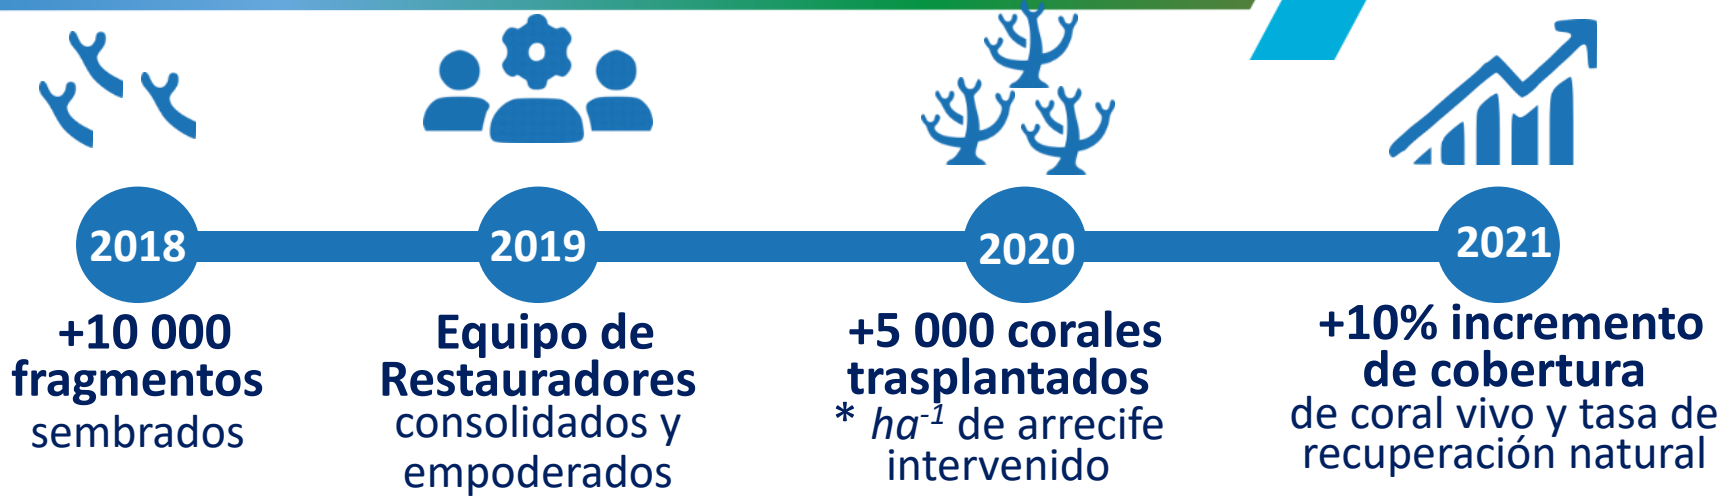 2018
+10 000
fragmentos
sembrados
2019
Equipo de
Restauradores
consolidados y
empoderados
2020
+5 000 corales
trasplantados
* ha⁻¹ de arrecife
intervenido
2021
+10% incremento
de cobertura
de coral vivo y tasa de
recuperación natural